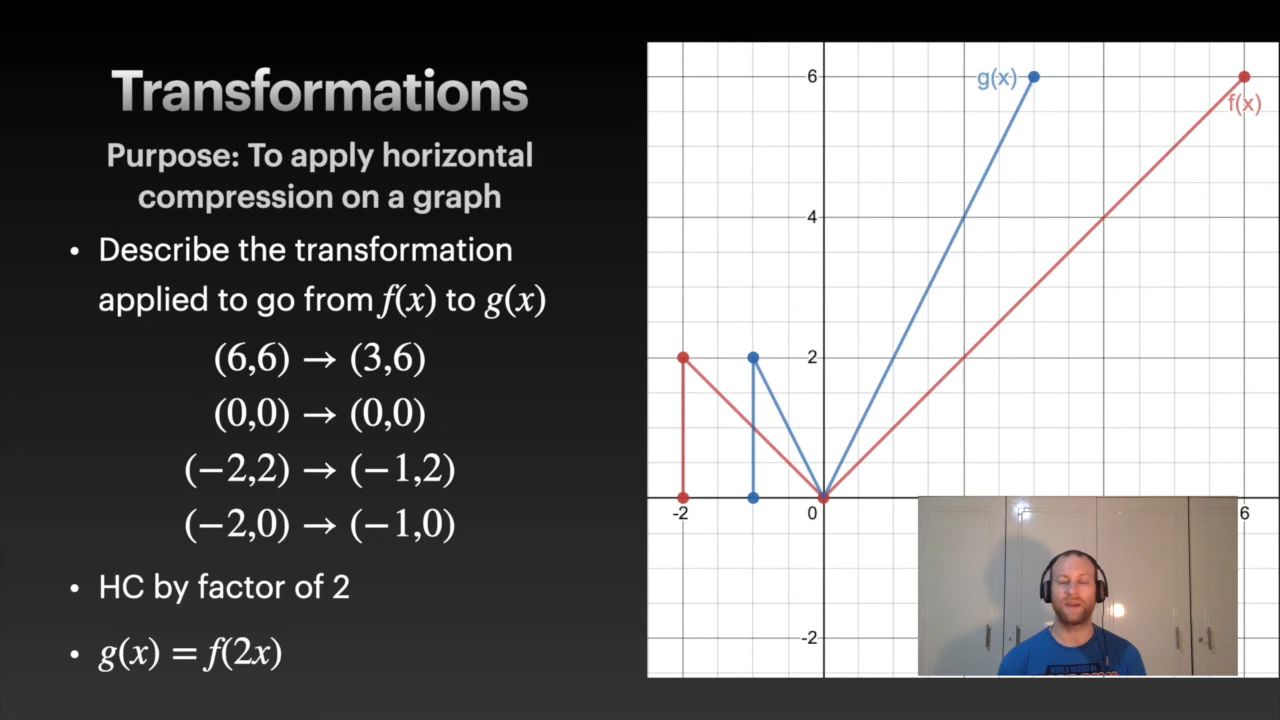 Transformations
Purpose: To apply horizontal
compression on a graph
• Describe the transformation
applied to go from f(x) to g(x)
(6,6) → (3,6)
(0,0) → (0,0)
(−2,2) → (−1,2)
(−2,0) → (−1,0)
• HC by factor of 2
• g(x) = f(2x)
6
g(x)
f(x)
4
2
-2
0
6
-2